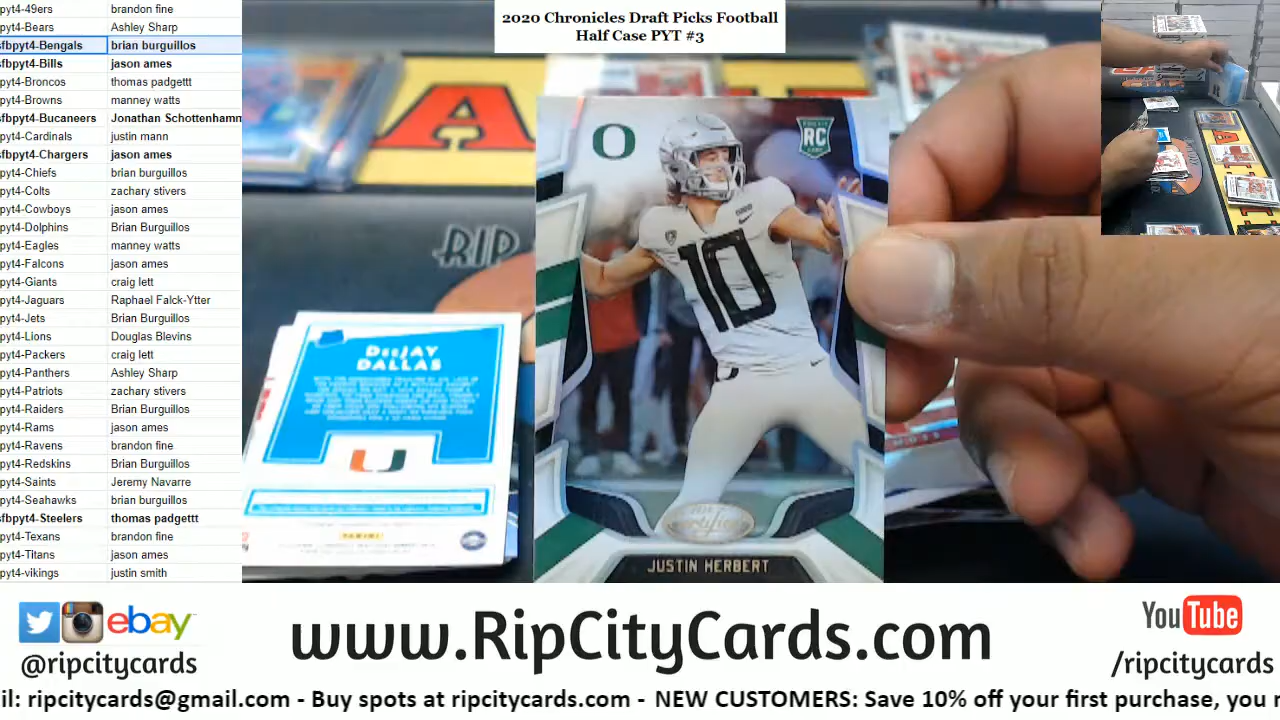 2020 Chronicles Draft Picks Football
Half Case PYT #3
pyt4-49ers brandon fine
pyt4-Bears Ashley Sharp
sfbpyt4-Bengals brian burguillos
sfbpyt4-Bills jason ames
pyt4-Broncos thomas padgettt
pyt4-Browns manney watts
sfbpyt4-Bucaneers Jonathan Schottenhamn
pyt4-Cardinals justin mann
sfbpyt4-Chargers jason ames
pyt4-Chiefs brian burguillos
pyt4-Colts zachary stivers
pyt4-Cowboys jason ames
pyt4-Dolphins Brian Burguillos
pyt4-Eagles manney watts
pyt4-Falcons jason ames
pyt4-Giants craig lett
pyt4-Jaguars Raphael Falck-Ytter
pyt4-Jets Brian Burguillos
pyt4-Lions Douglas Blevins
pyt4-Packers craig lett
pyt4-Panthers Ashley Sharp
pyt4-Patriots zachary stivers
pyt4-Raiders Brian Burguillos
pyt4-Rams jason ames
pyt4-Ravens brandon fine
pyt4-Redskins Brian Burguillos
pyt4-Saints Jeremy Navarre
pyt4-Seahawks brian burguillos
sfbpyt4-Steelers thomas padgettt
pyt4-Texans brandon fine
pyt4-Titans jason ames
pyt4-vikings justin smith
A
RIP
O
RC
10
Certified
JUSTIN HERBERT
DEEJAY
DALLAS
U
PANINI
ebay
@ripcitycards
www.RipCityCards.com
YouTube
/ripcitycards
il: ripcitycards@gmail.com - Buy spots at ripcitycards.com - NEW CUSTOMERS: Save 10% off your first purchase, you